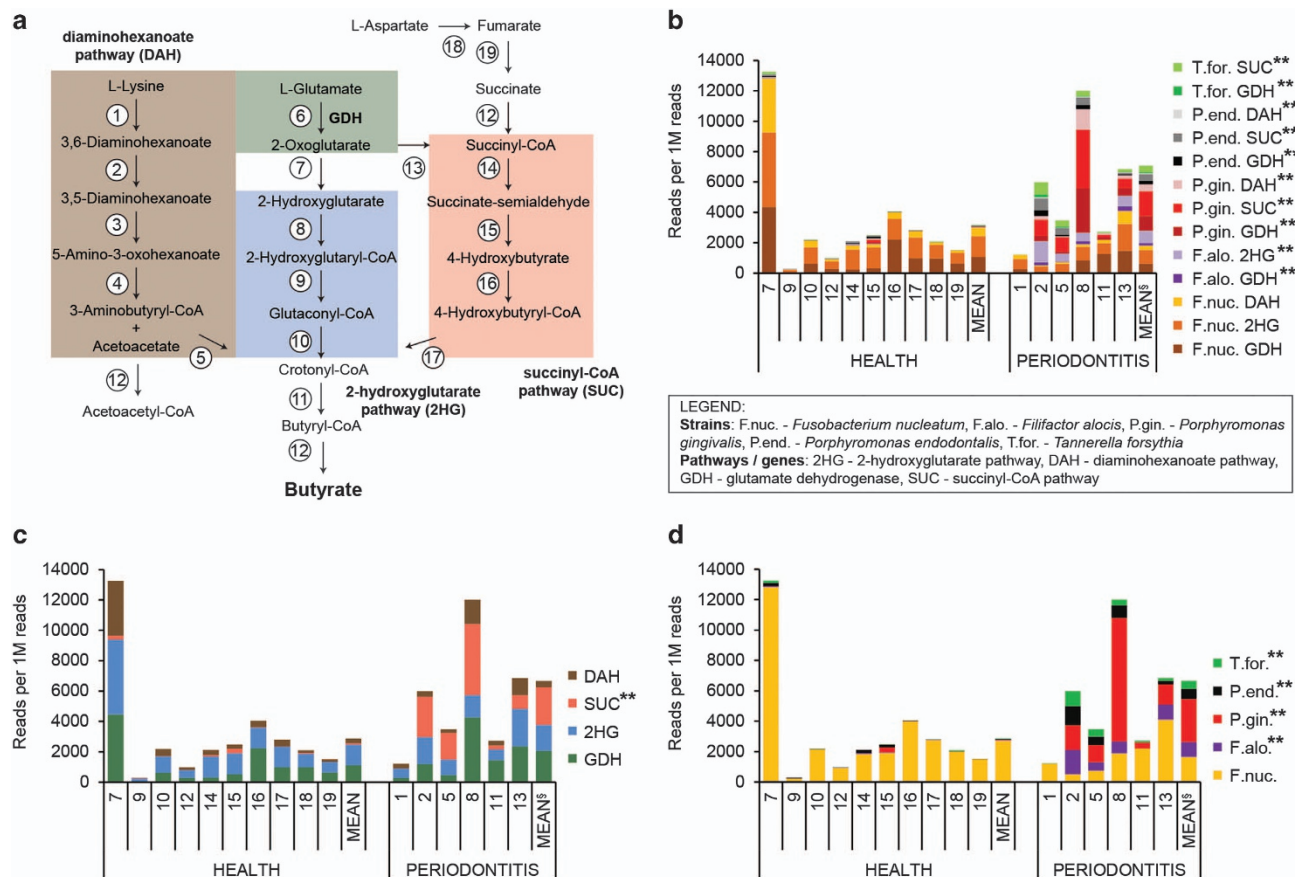 a
diaminohexanoate
pathway (DAH)
L-Aspartate
Fumarate
18
19
L-Lysine
L-Glutamate
Succinate
1
6
GDH
12
3,6-Diaminohexanoate
2-Oxoglutarate
Succinyl-CoA
2
7
13
14
3,5-Diaminohexanoate
2-Hydroxyglutarate
Succinate-semialdehyde
3
8
15
5-Amino-3-oxohexanoate
2-Hydroxyglutaryl-CoA
4-Hydroxybutyrate
4
9
16
3-Aminobutyryl-CoA
+
Acetoacetate
Glutaconyl-CoA
4-Hydroxybutyryl-CoA
5
10
17
12
Crotonyl-CoA
Acetoacetyl-CoA
11
2-hydroxyglutarate
pathway (2HG)
succinyl-CoA
pathway (SUC)
Butyryl-CoA
12
Butyrate
b
Reads per 1M reads
14000
12000
10000
8000
6000
4000
2000
0
7 9 10 12 14 15 16 17 18 19 MEAN 1 2 5 8 11 13 MEAN§
HEALTH PERIODONTITIS
T.for. SUC**
T.for. GDH**
P.end. DAH**
P.end. SUC**
P.end. GDH**
P.gin. DAH**
P.gin. SUC**
P.gin. GDH**
F.alo. 2HG**
F.alo. GDH**
F.nuc. DAH
F.nuc. 2HG
F.nuc. GDH
LEGEND:
Strains: F.nuc. - Fusobacterium nucleatum, F.alo. - Filifactor alocis, P.gin. - Porphyromonas
gingivalis, P.end. - Porphyromonas endodontalis, T.for. - Tannerella forsythia
Pathways / genes: 2HG - 2-hydroxyglutarate pathway, DAH - diaminohexanoate pathway,
GDH - glutamate dehydrogenase, SUC - succinyl-CoA pathway
c
Reads per 1M reads
14000
12000
10000
8000
6000
4000
2000
0
7 9 10 12 14 15 16 17 18 19 MEAN 1 2 5 8 11 13 MEAN§
HEALTH PERIODONTITIS
DAH
SUC**
2HG
GDH
d
Reads per 1M reads
14000
12000
10000
8000
6000
4000
2000
0
7 9 10 12 14 15 16 17 18 19 MEAN 1 2 5 8 11 13 MEAN§
HEALTH PERIODONTITIS
T.for.**
P.end.**
P.gin.**
F.alo.**
F.nuc.